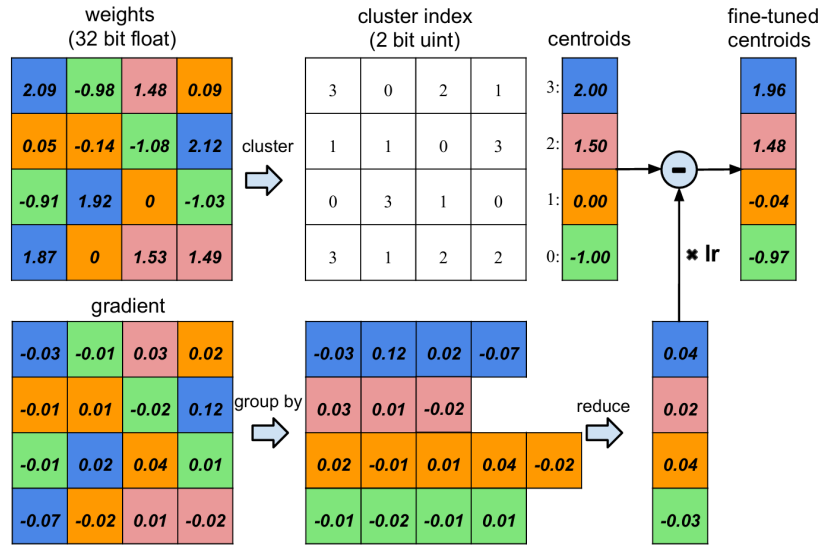 weights
(32 bit float)
cluster index
(2 bit uint)
centroids
fine-tuned
centroids
2.09 -0.98 1.48 0.09
0.05 -0.14 -1.08 2.12
-0.91 1.92 0 -1.03
1.87 0 1.53 1.49
cluster
3 0 2 1
1 1 0 3
0 3 1 0
3 1 2 2
3: 2.00
2: 1.50
1: 0.00
0: -1.00
-
× lr
1.96
1.48
-0.04
-0.97
gradient
-0.03 -0.01 0.03 0.02
-0.01 0.01 -0.02 0.12
-0.01 0.02 0.04 0.01
-0.07 -0.02 0.01 -0.02
group by
-0.03 0.12 0.02 -0.07
0.03 0.01 -0.02
0.02 -0.01 0.01 0.04 -0.02
-0.01 -0.02 -0.01 0.01
reduce
0.04
0.02
0.04
-0.03